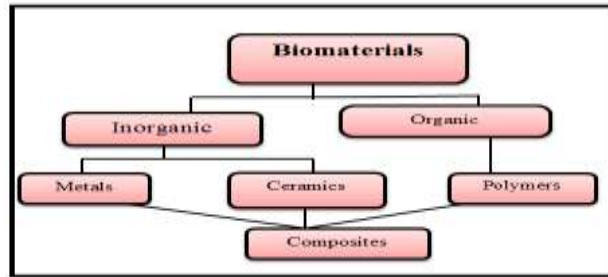 Biomaterials
Inorganic
Organic
Metals
Ceramics
Polymers
Composites